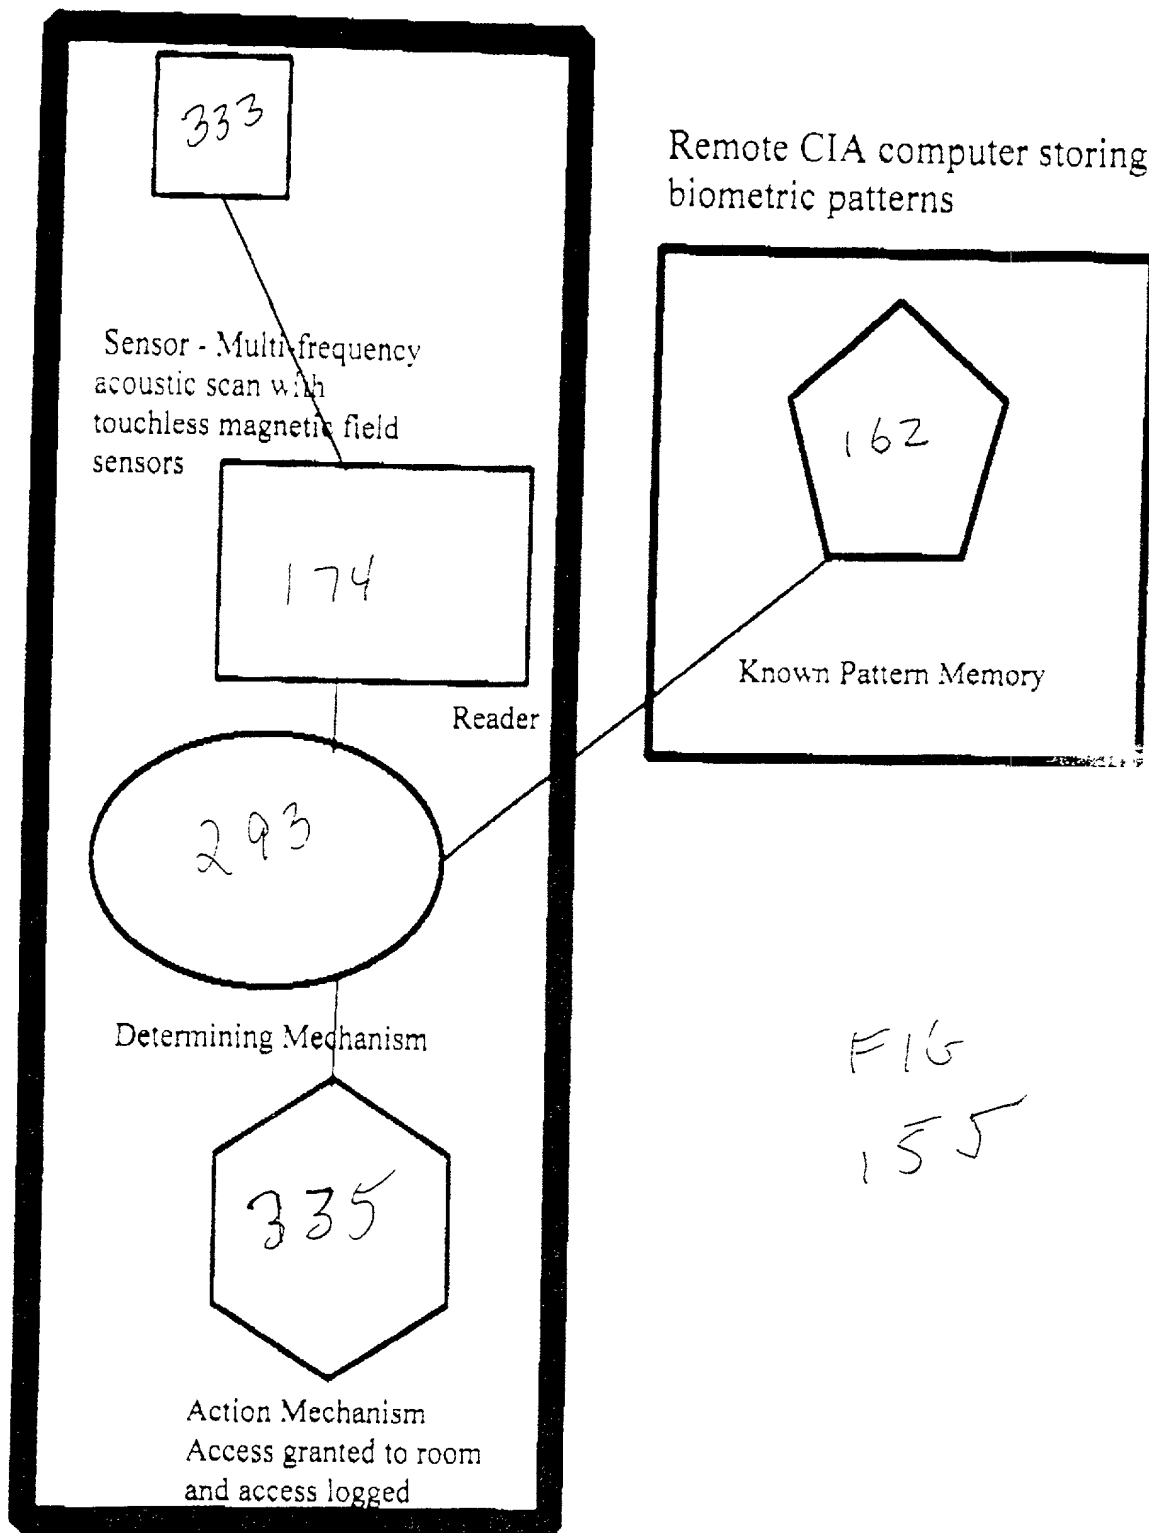 333
Remote CIA computer storing
biometric patterns
Sensor - Multi-frequency
acoustic scan with
touchless magnetic field
sensors
162
174
Known Pattern Memory
Reader
293
Determining Mechanism
FIG
155
335
Action Mechanism
Access granted to room
and access logged